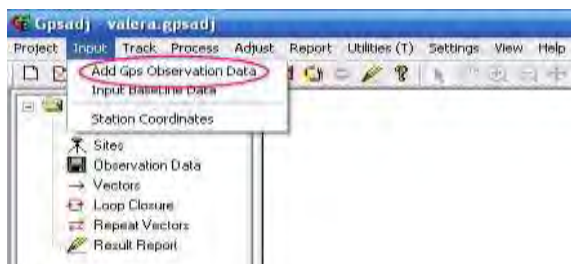 Gpsadj - valera.gpsadj
Project Input Track Process Adjust Report Utilities (T) Settings View Help
Add Gps Observation Data
Input BaseLine Data
Station Coordinates
Sites
Observation Data
Vectors
Loop Closure
Repeat Vectors
Result Report